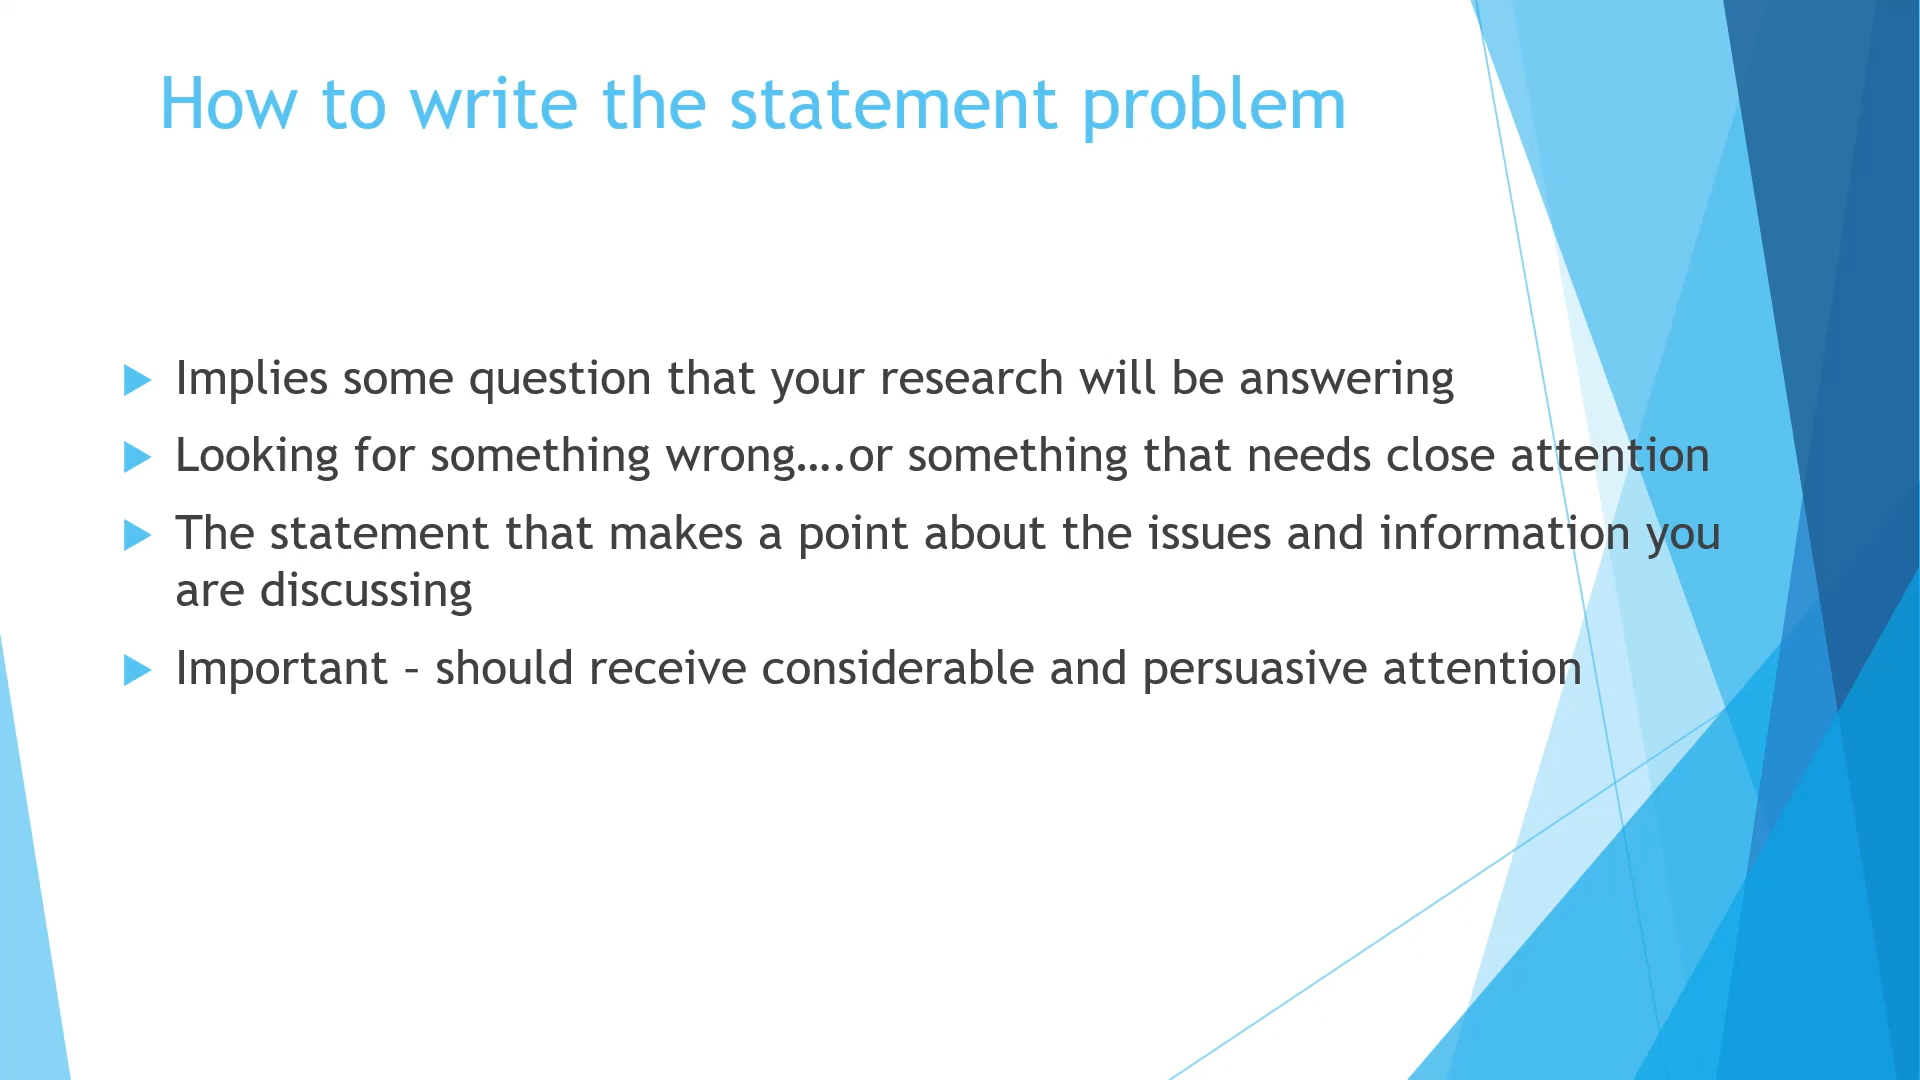 How to write the statement problem
Implies some question that your research will be answering
Looking for something wrong….or something that needs close attention
The statement that makes a point about the issues and information you
are discussing
Important – should receive considerable and persuasive attention